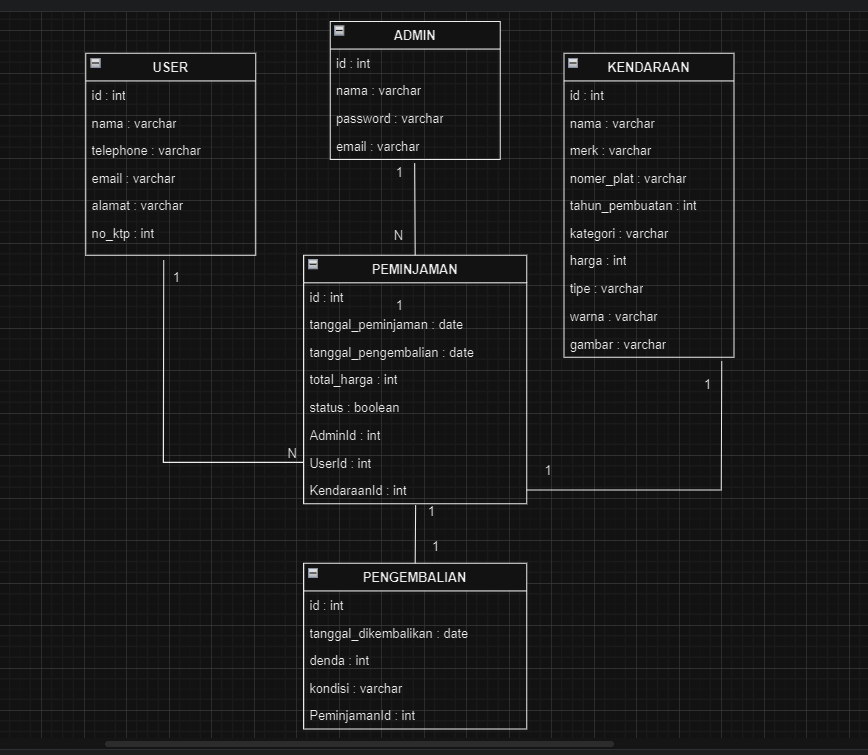 USER
id : int
nama : varchar
telephone : varchar
email : varchar
alamat : varchar
no_ktp : int
1
N
ADMIN
id : int
nama : varchar
password : varchar
email : varchar
1
N
KENDARAAN
id : int
nama : varchar
merk : varchar
nomer_plat : varchar
tahun_pembuatan : int
kategori : varchar
harga : int
tipe : varchar
warna : varchar
gambar : varchar
1
1
PEMINJAMAN
id : int
1
tanggal_peminjaman : date
tanggal_pengembalian : date
total_harga : int
status : boolean
AdminId : int
UserId : int
KendaraanId : int
1
1
PENGEMBALIAN
id : int
tanggal_dikembalikan : date
denda : int
kondisi : varchar
PeminjamanId : int